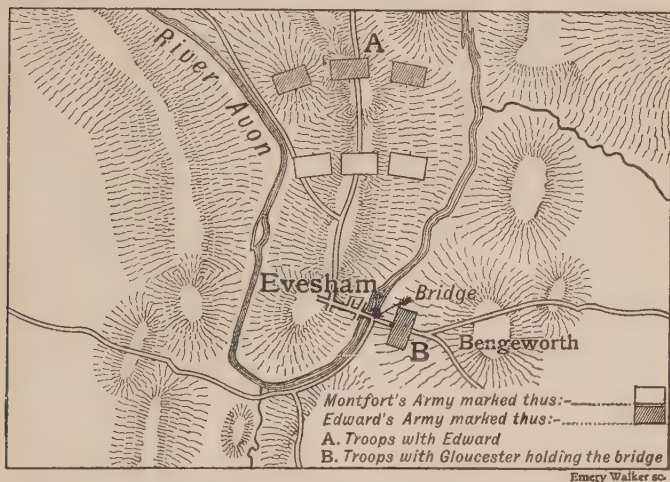 A
River Avon
Evesham
Bridge
B
Bengeworth
Montfort's Army marked thus:-
Edward's Army marked thus:-
A. Troops with Edward
B. Troops with Gloucester holding the bridge
Emery Walker sc.